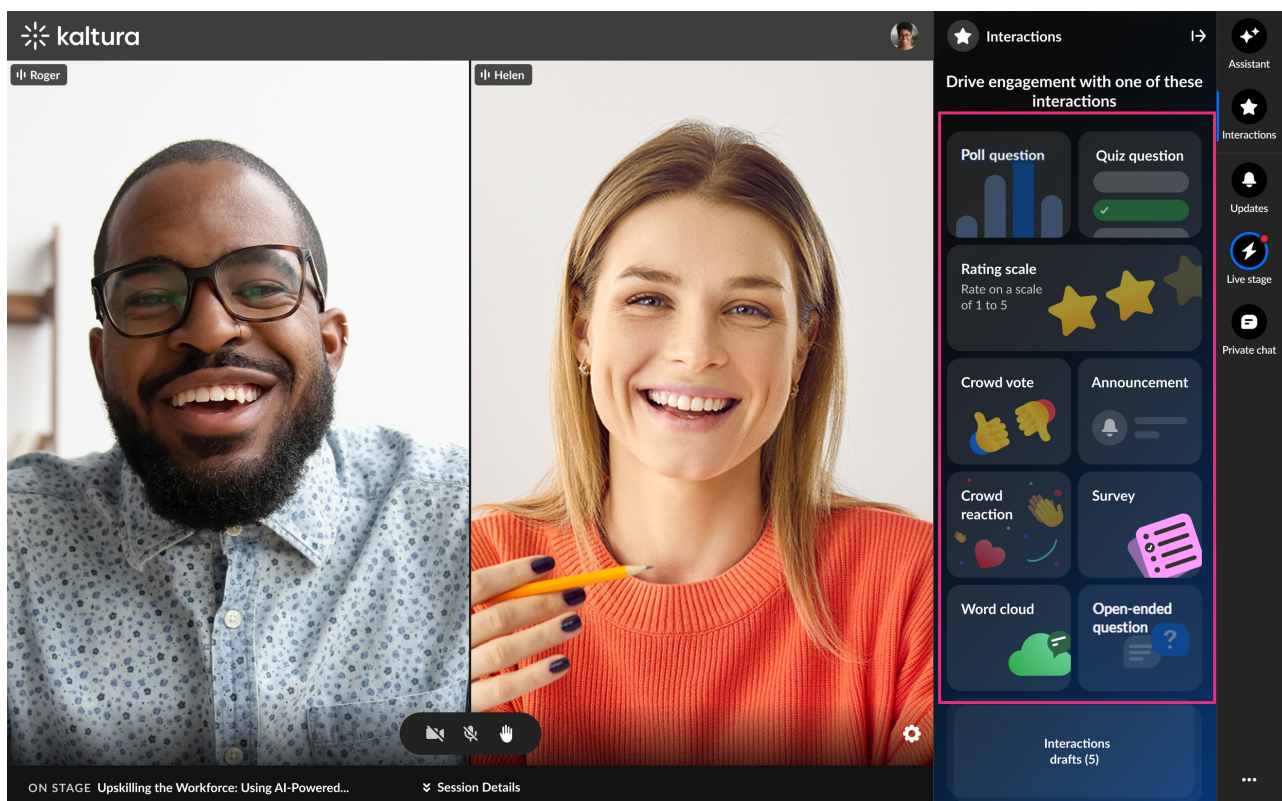 kaltura
Roger
Helen
ON STAGE Upskilling the Workforce: Using AI-Powered...
Session Details
Interactions
Drive engagement with one of these
interactions
Poll question
Quiz question
Rating scale
Rate on a scale
of 1 to 5
Crowd vote
Announcement
Crowd
reaction
Survey
Word cloud
Open-ended
question
?
Interactions
drafts (5)
Assistant
Interactions
Updates
Live stage
Private chat